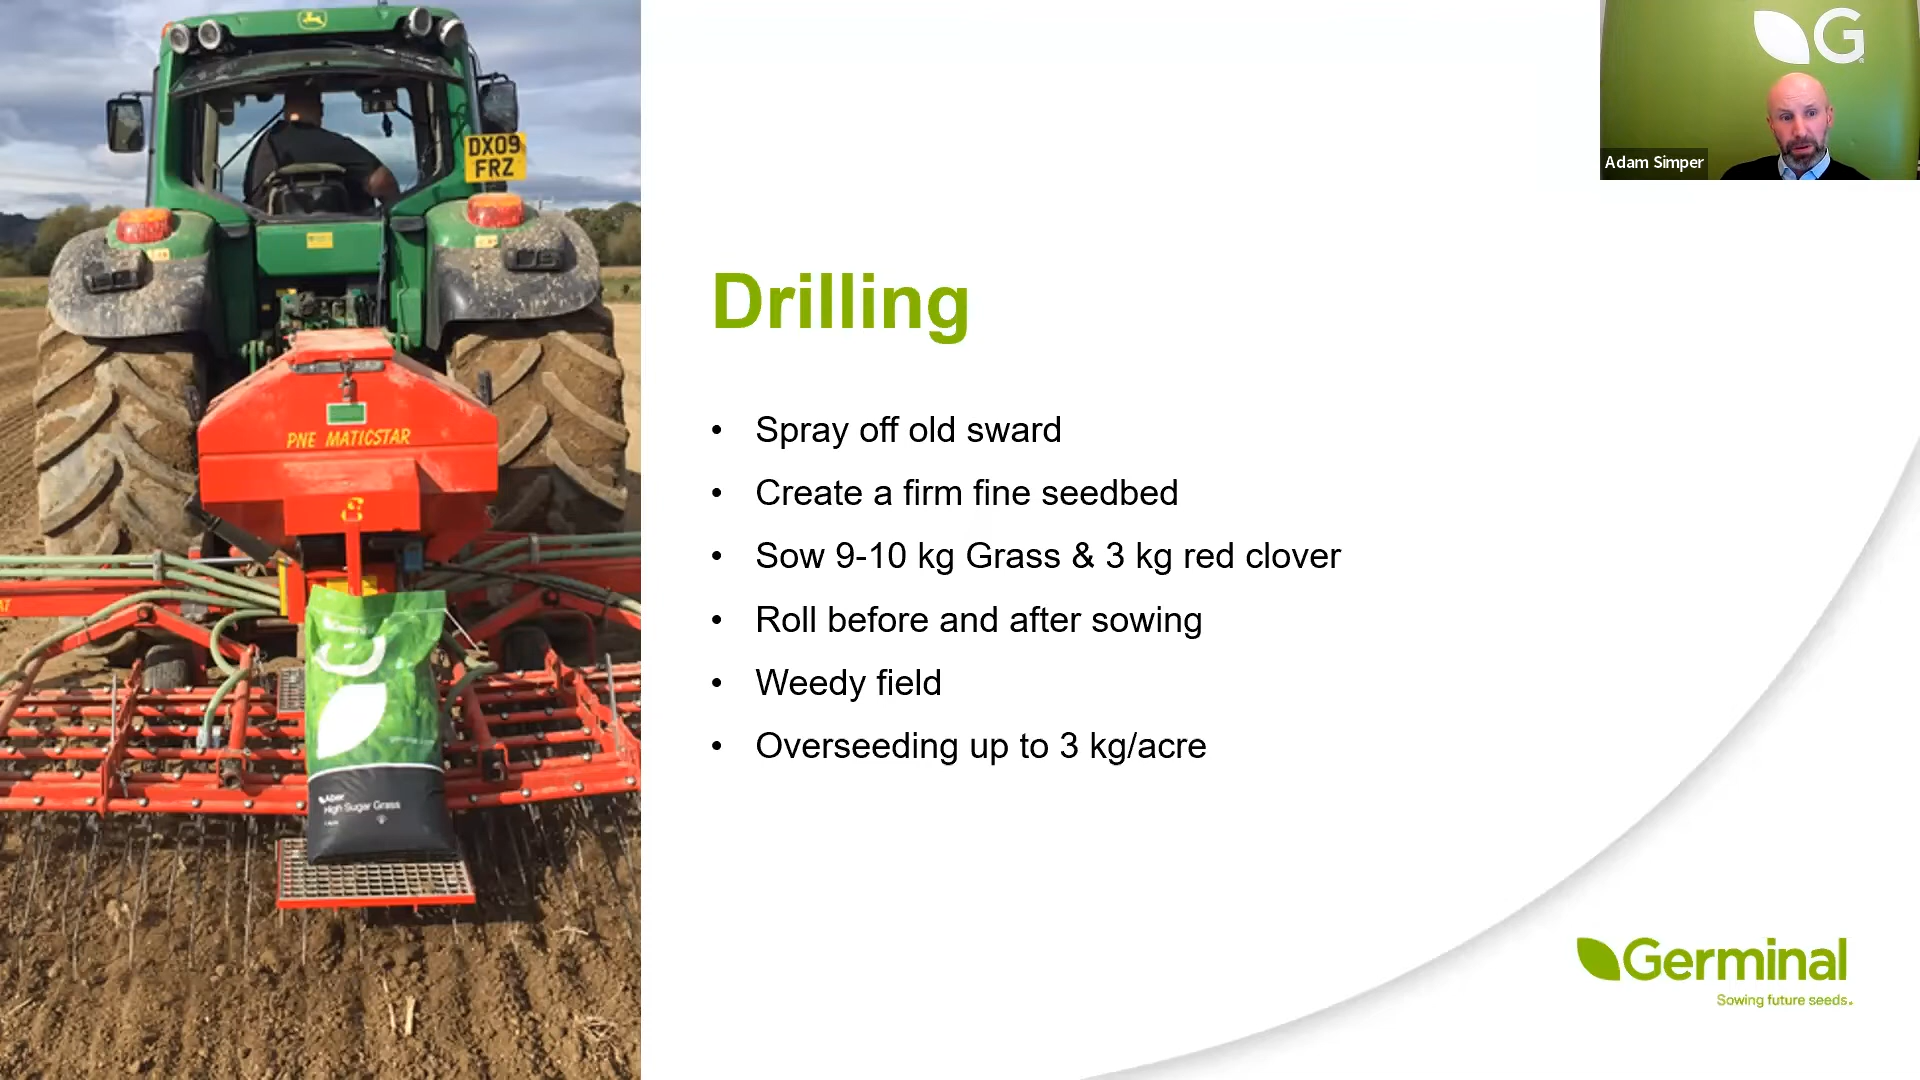 DX09
FRZ
PNE MATICSTAR
Germinal
Aber
High Sugar Grass
Drilling
• Spray off old sward
• Create a firm fine seedbed
• Sow 9-10 kg Grass & 3 kg red clover
• Roll before and after sowing
• Weedy field
• Overseeding up to 3 kg/acre
G
Adam Simper
Germinal
Sowing future seeds.